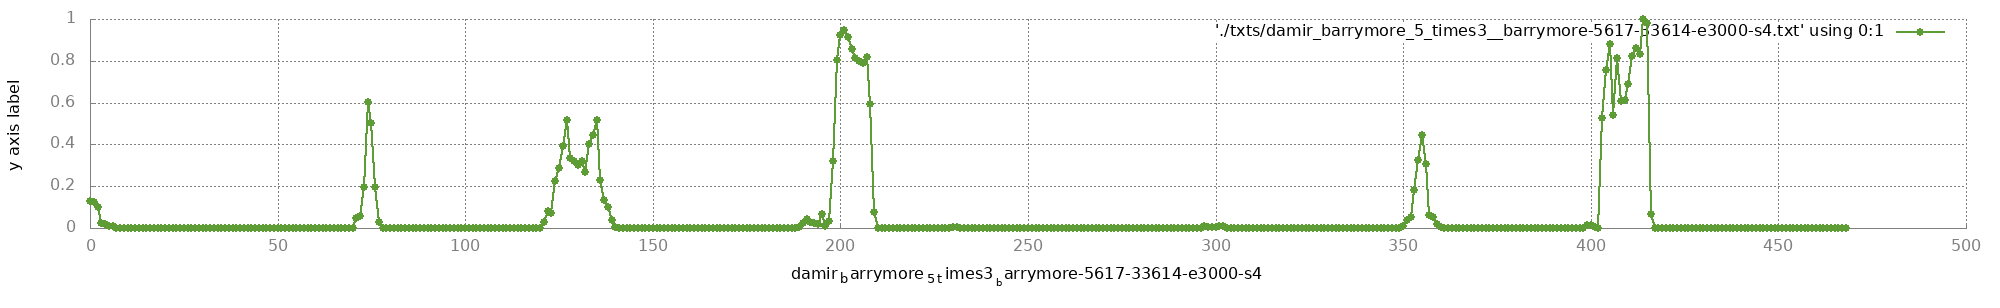 './txts/damir_barrymore_5_times3__barrymore-5617-33614-e3000-s4.txt' using 0:1
1
0.8
0.6
0.4
0.2
0
y axis label
0 50 100 150 200 250 300 350 400 450 500
damirbarrymore5times3barrymore-5617-33614-e3000-s4